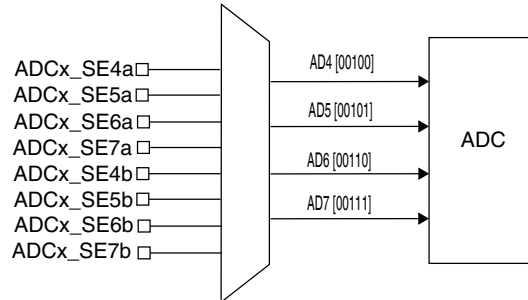 ADCx_SE4a
ADCx_SE5a
ADCx_SE6a
ADCx_SE7a
ADCx_SE4b
ADCx_SE5b
ADCx_SE6b
ADCx_SE7b
AD4 [00100]
AD5 [00101]
AD6 [00110]
AD7 [00111]
ADC